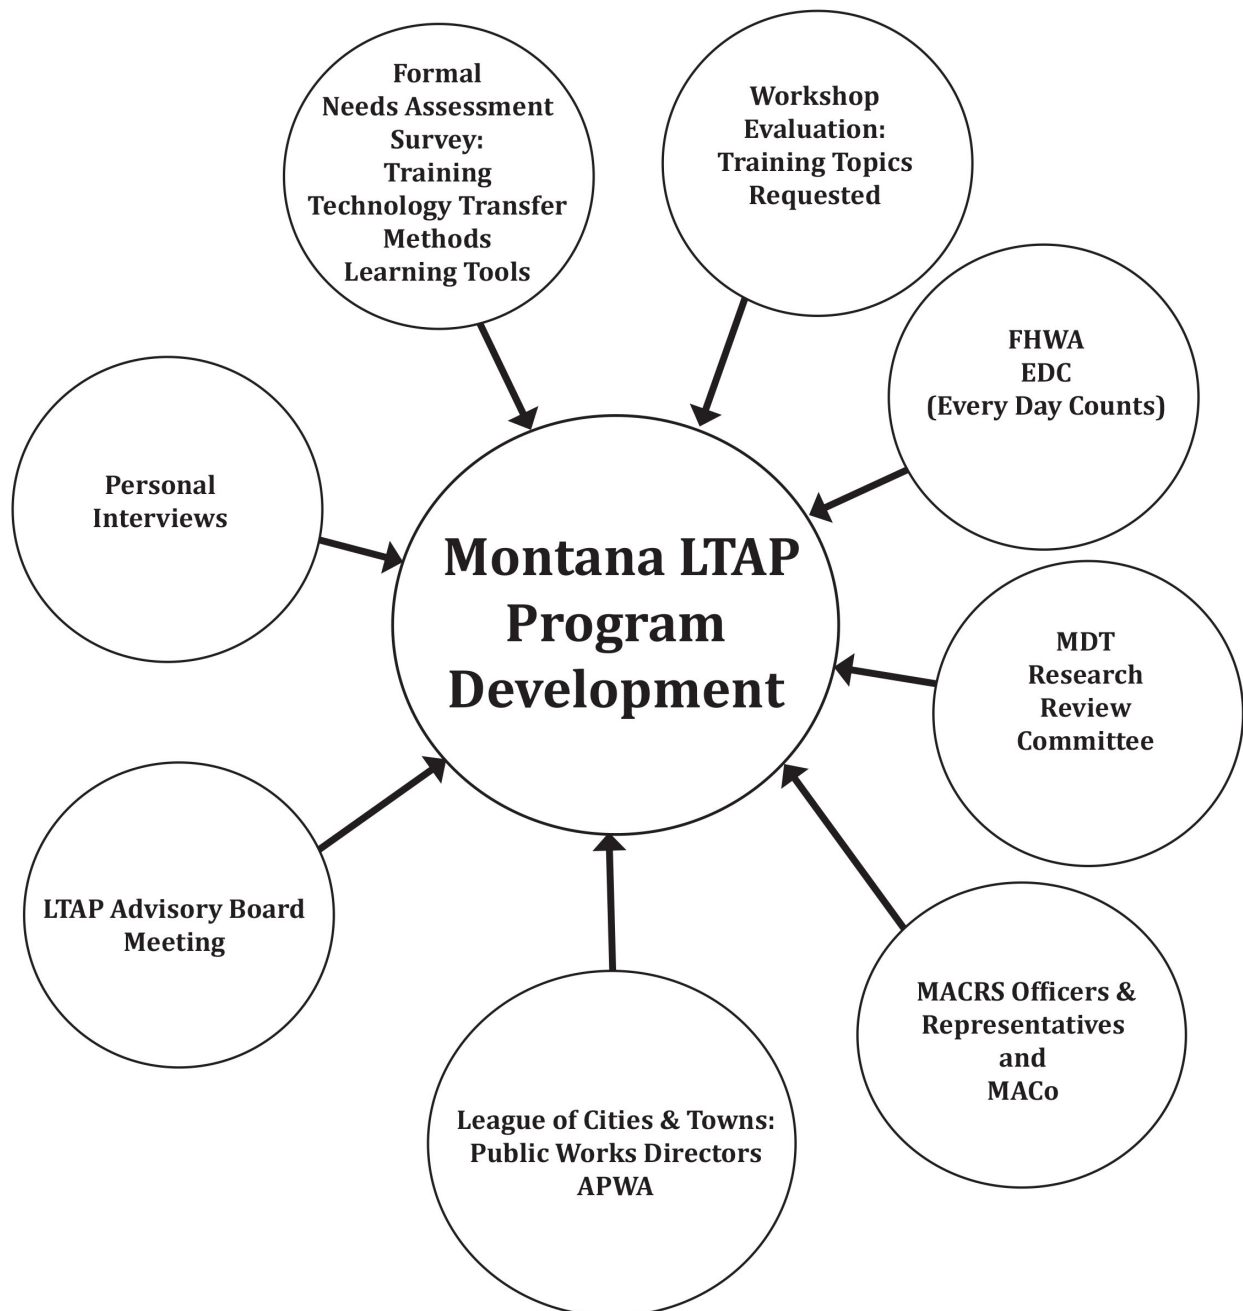 Formal
Needs Assessment
Survey:
Training
Technology Transfer
Methods
Learning Tools
Workshop
Evaluation:
Training Topics
Requested
FHWA
EDC
(Every Day Counts)
Personal
Interviews
Montana LTAP
Program
Development
MDT
Research
Review
Committee
LTAP Advisory Board
Meeting
MACRS Officers &
Representatives
and
MACo
League of Cities & Towns:
Public Works Directors
APWA